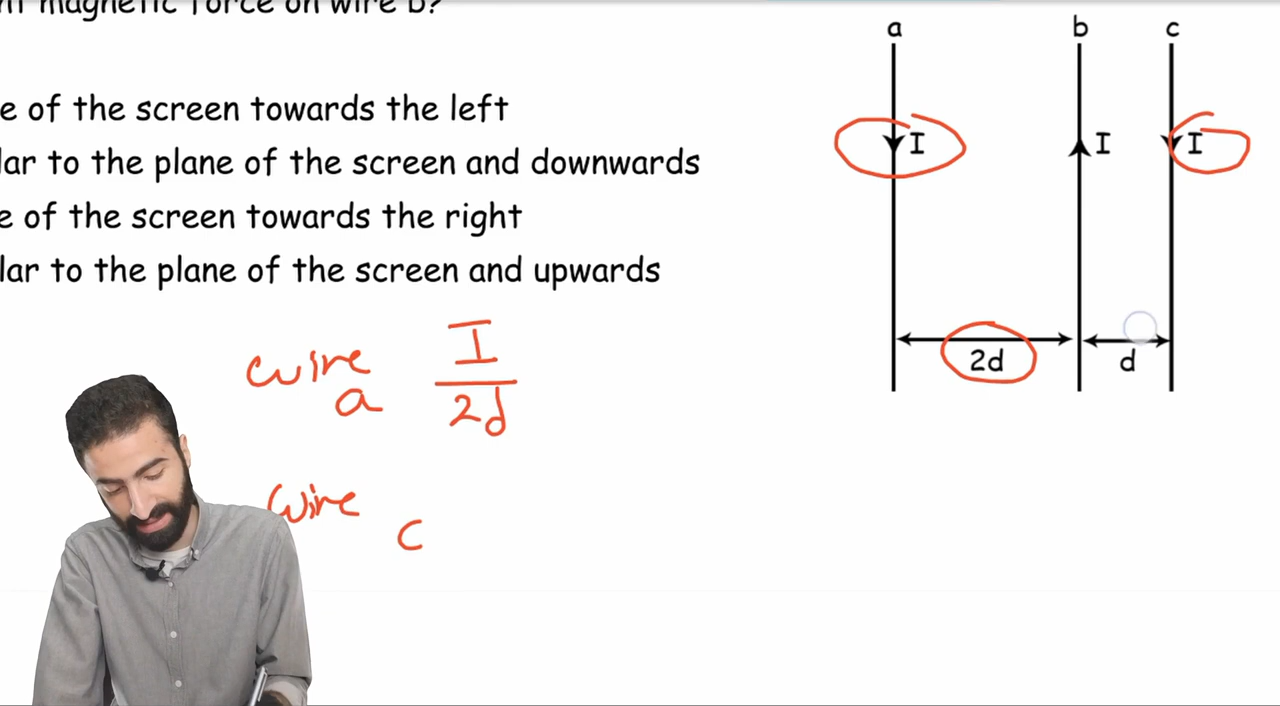 nt magnetic force on wire b?
e of the screen towards the left
lar to the plane of the screen and downwards
e of the screen towards the right
lar to the plane of the screen and upwards
a b c
I I I
2d d
wire a I/2d
wire c